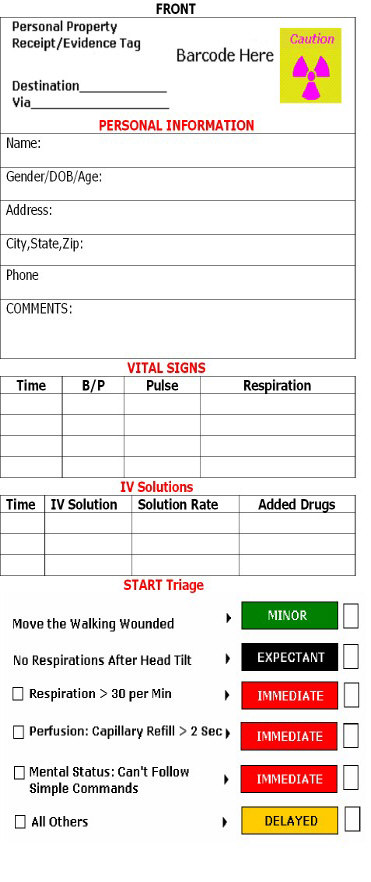 FRONT
Personal Property
Receipt/Evidence Tag
Barcode Here
Caution
Destination______________
Via______________________
PERSONAL INFORMATION
Name:
Gender/DOB/Age:
Address:
City,State,Zip:
Phone
COMMENTS:
VITAL SIGNS
Time B/P Pulse Respiration
IV Solutions
Time IV Solution Solution Rate Added Drugs
START Triage
Move the Walking Wounded MINOR
No Respirations After Head Tilt EXPECTANT
Respiration > 30 per Min IMMEDIATE
Perfusion: Capillary Refill > 2 Sec IMMEDIATE
Mental Status: Can't Follow
Simple Commands IMMEDIATE
All Others DELAYED